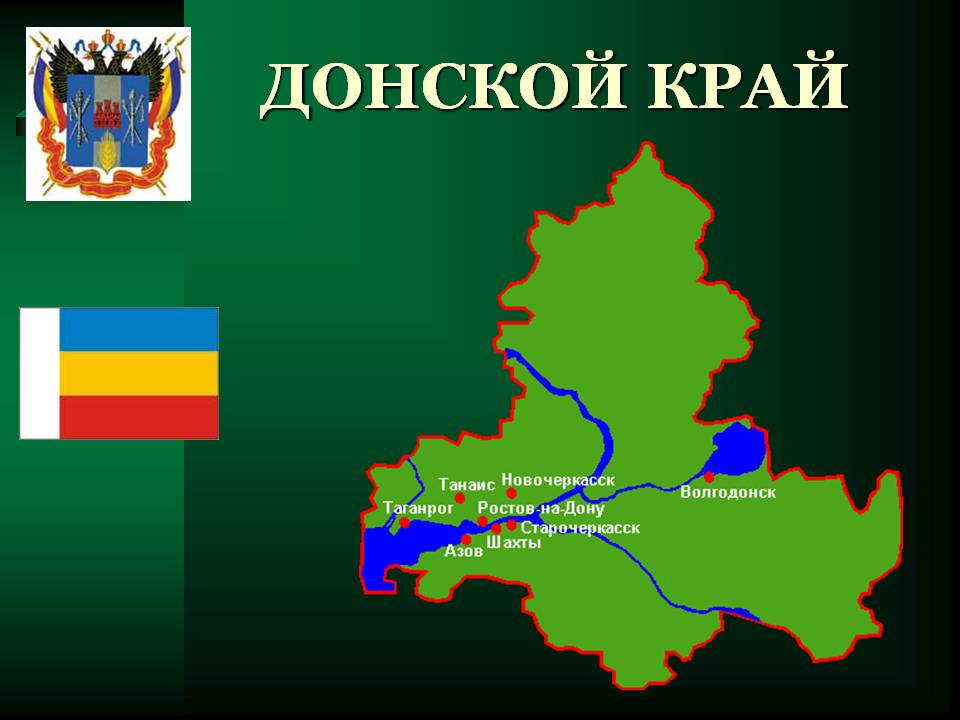 ДОНСКОЙ КРАЙ
Танаис
Новочеркасск
Волгодонск
Таганрог
Ростов-на-Дону
Старочеркасск
Азов
Шахты